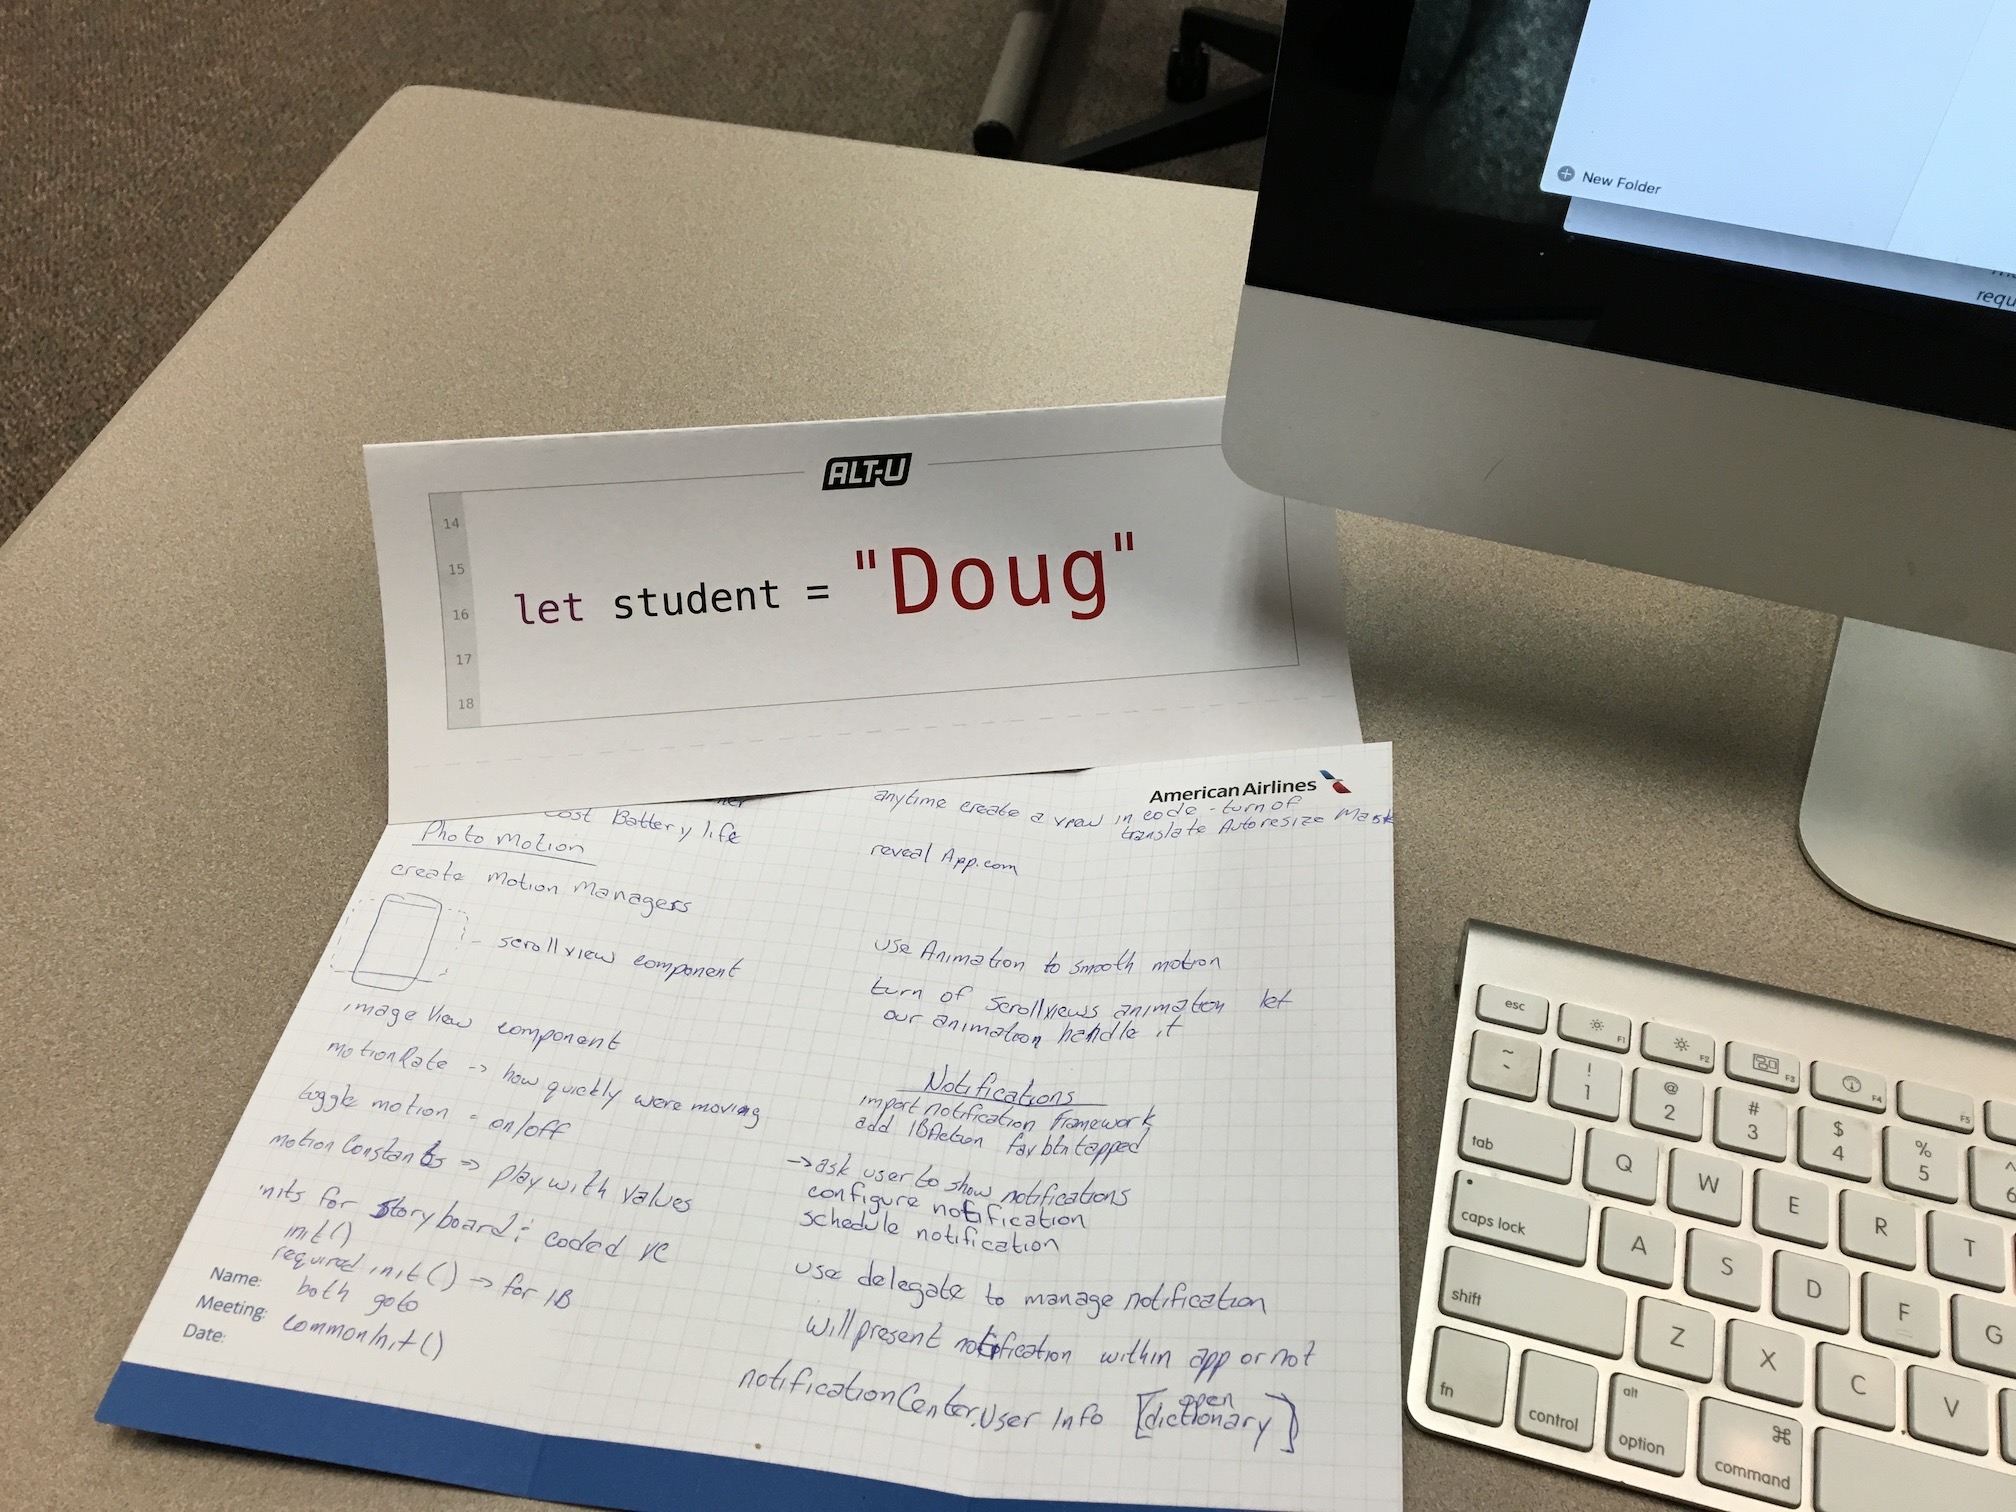 New Folder
requ
ALT-U
14
15
16
17
18
let student = "Doug"
American Airlines
cost Battery life
Photo Motion
create Motion Managers
- scrollview component
image View component
motionRate -> how quickly were moving
toggle motion = on/off
motionConstants => play with values
inits for Storyboard : coded VC
init()
required init() -> for IB
both goto
commonInit()
Name:
Meeting:
Date:
anytime create a view in code - turn of
translate Autoresize Mask
reveal App.com
use Animation to smooth motion
turn of scrollviews animation let
our animation handle it
Notifications
import notification framework
add IBAction fav btn tapped
-> ask user to show notifications
configure notification
schedule notification
use delegate to manage notification
will present notification within app or not
notificationCenter.User Info [open dictionary]
esc
F1
F2
F3
F4
F5
~
! 1
@ 2
# 3
$ 4
% 5
^ 6
tab
Q W E R T
caps lock
A S D F G
shift
Z X C V
fn
control
alt option
⌘ command